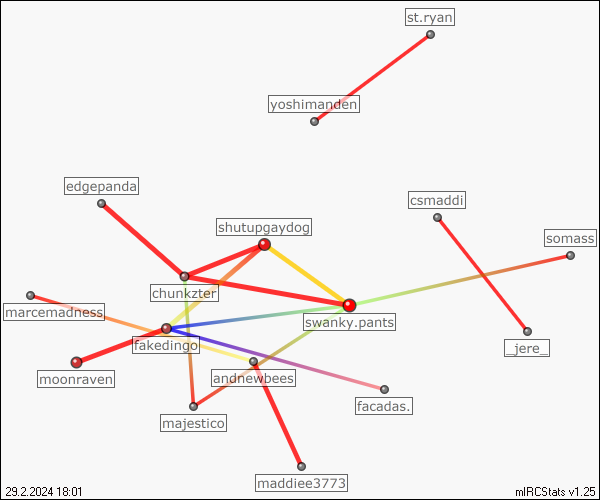 st.ryan
yoshimanden
edgepanda
csmaddi
shutupgaydog
somass
chunkzter
marcemadness
swanky.pants
fakedingo
_jere_
moonraven
andnewbees
facadas.
majestico
maddiee3773
29.2.2024 18:01
mIRCStats v1.25